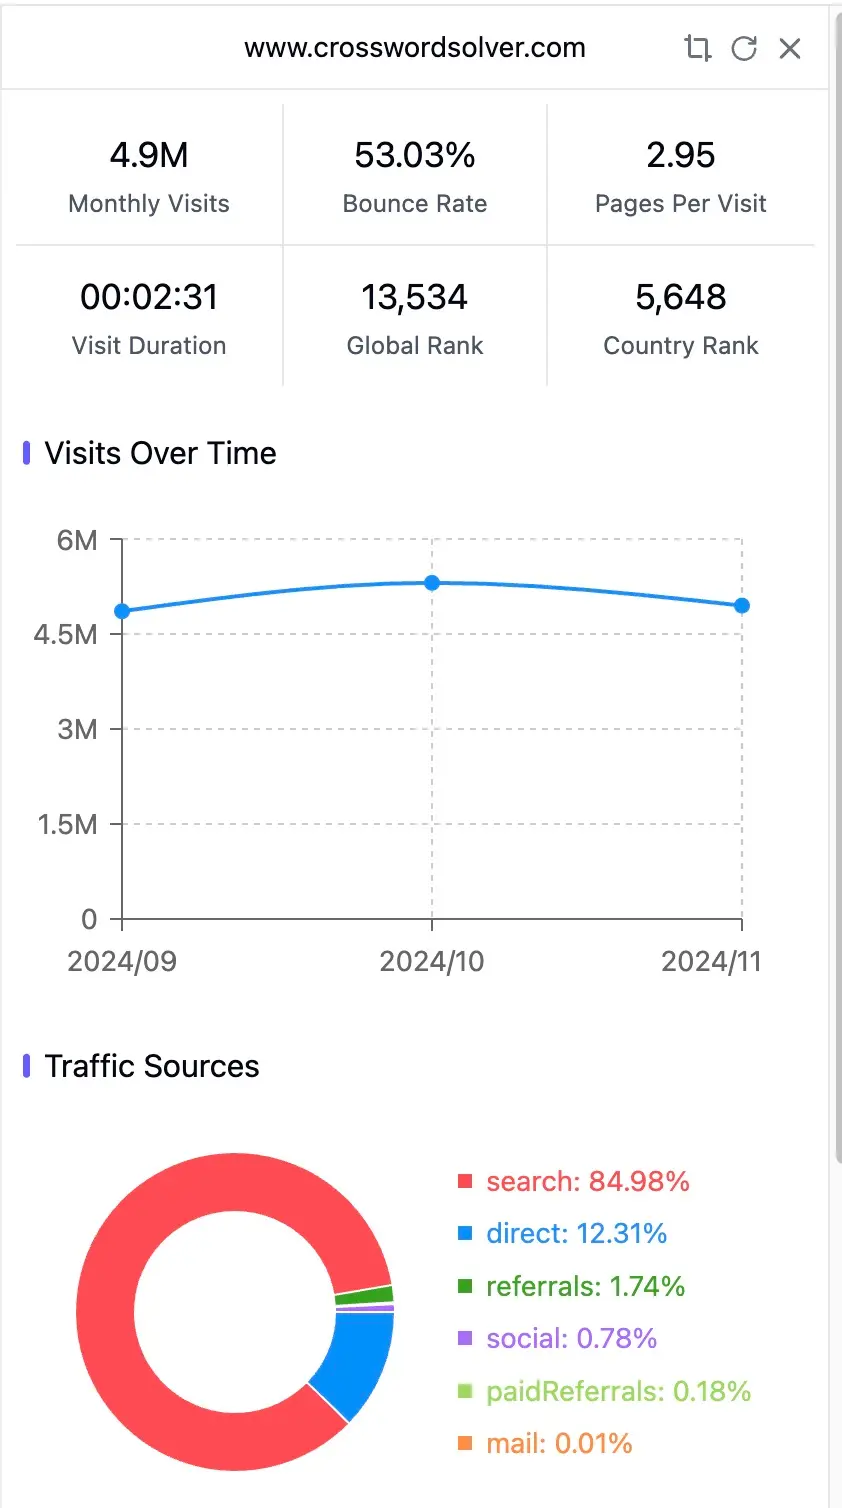 www.crosswordsolver.com
4.9M
Monthly Visits
53.03%
Bounce Rate
2.95
Pages Per Visit
00:02:31
Visit Duration
13,534
Global Rank
5,648
Country Rank
Visits Over Time
6M
4.5M
3M
1.5M
0
2024/09
2024/10
2024/11
Traffic Sources
search: 84.98%
direct: 12.31%
referrals: 1.74%
social: 0.78%
paidReferrals: 0.18%
mail: 0.01%